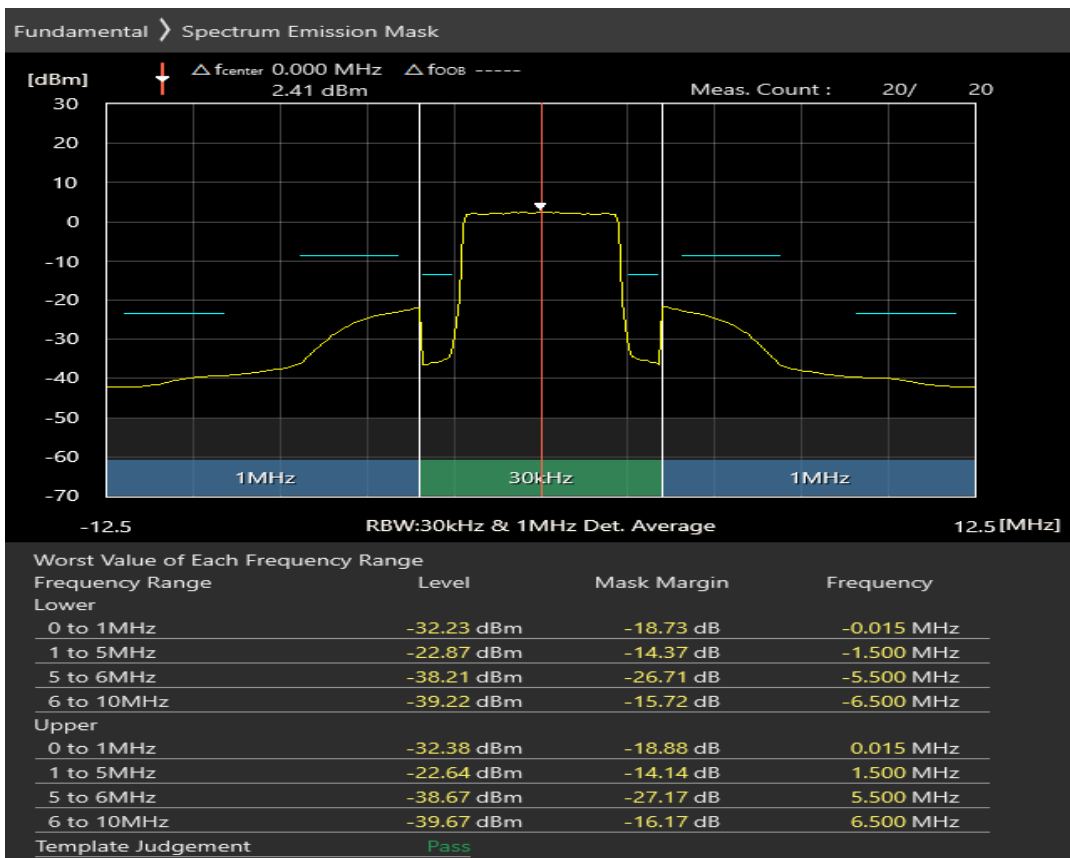 Fundamental ❯ Spectrum Emission Mask
[dBm] △ fcenter 0.000 MHz △ fOOB -----
2.41 dBm Meas. Count : 20/ 20
30
20
10
0
-10
-20
-30
-40
-50
-60
1MHz 30kHz 1MHz
-70
-12.5 RBW:30kHz & 1MHz Det. Average 12.5 [MHz]
Worst Value of Each Frequency Range
Frequency Range Level Mask Margin Frequency
Lower
0 to 1MHz -32.23 dBm -18.73 dB -0.015 MHz
1 to 5MHz -22.87 dBm -14.37 dB -1.500 MHz
5 to 6MHz -38.21 dBm -26.71 dB -5.500 MHz
6 to 10MHz -39.22 dBm -15.72 dB -6.500 MHz
Upper
0 to 1MHz -32.38 dBm -18.88 dB 0.015 MHz
1 to 5MHz -22.64 dBm -14.14 dB 1.500 MHz
5 to 6MHz -38.67 dBm -27.17 dB 5.500 MHz
6 to 10MHz -39.67 dBm -16.17 dB 6.500 MHz
Template Judgement Pass